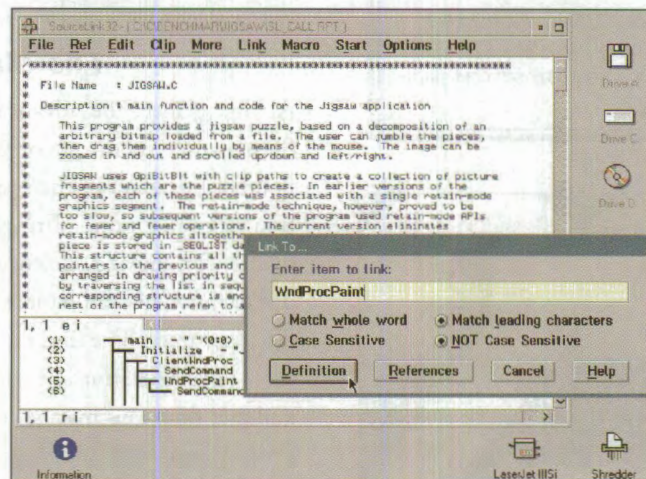 SourceLink32 - [ C:\C\BENCHMAR\JIGSAW\SL_CALL.RPT ]
File Ref Edit Clip More Link Macro Start Options Help
* File Name : JIGSAW.C
* Description : main function and code for the Jigsaw application
* This program provides a jigsaw puzzle, based on a decomposition of an
* arbitrary bitmap loaded from a file. The user can jumble the pieces,
* then drag them individually by means of the mouse. The image can be
* zoomed in and out and scrolled up/down and left/right.
* JIGSAW uses GpiBitBlt with clip paths to create a collection of picture
* fragments which are the puzzle pieces. In earlier versions of the
* program, each of these pieces was associated with a single retain-mode
* graphics segment. The retain-mode technique, however, proved to be
* too slow, so subsequent versions of the program used retain-mode APIs
* for fewer and fewer operations. The current version eliminates
* retain-mode graphics altogether
* piece is stored in _SEGLIST da
* This structure contains all th
* pointers to the previous and
* arranged in drawing priority
* by traversing the list in seq
* corresponding structure is enc
* rest of the program refer to a
1, 1 e i
(1) main - " "(0:0)
(2) Initialize - "
(3) ClientWndProc
(4) SendCommand
(5) WndProcPaint
(6) SendCommand
1, 1 r i
Link To ...
Enter item to link:
WndProcPaint
Match whole word Match leading characters
Case Sensitive NOT Case Sensitive
Definition References Cancel Help
Drive A
Drive C
Drive D
Information
LaserJet IIISi
Shredder